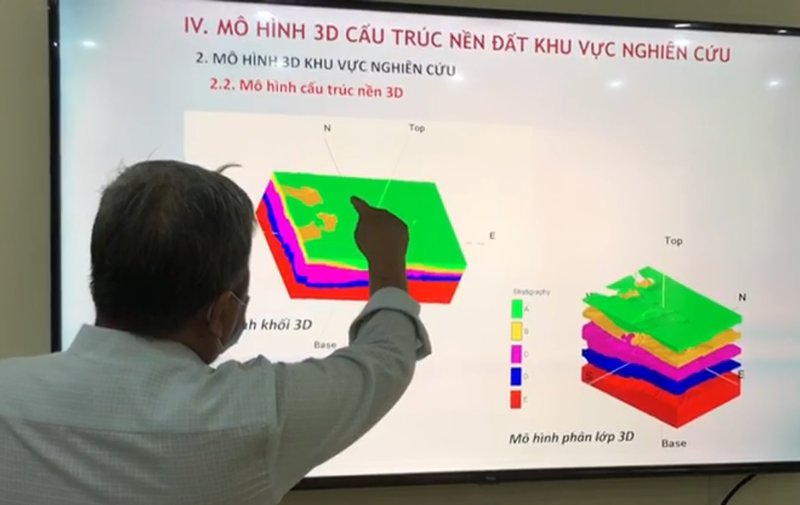 IV. MÔ HÌNH 3D CẤU TRÚC NỀN ĐẤT KHU VỰC NGHIÊN CỨU
2. MÔ HÌNH 3D KHU VỰC NGHIÊN CỨU
2.2. Mô hình cấu trúc nền 3D
N
Top
E
khối 3D
Base
Stratigraphy
A
B
C
D
E
Top
N
E
Base
Mô hình phân lớp 3D